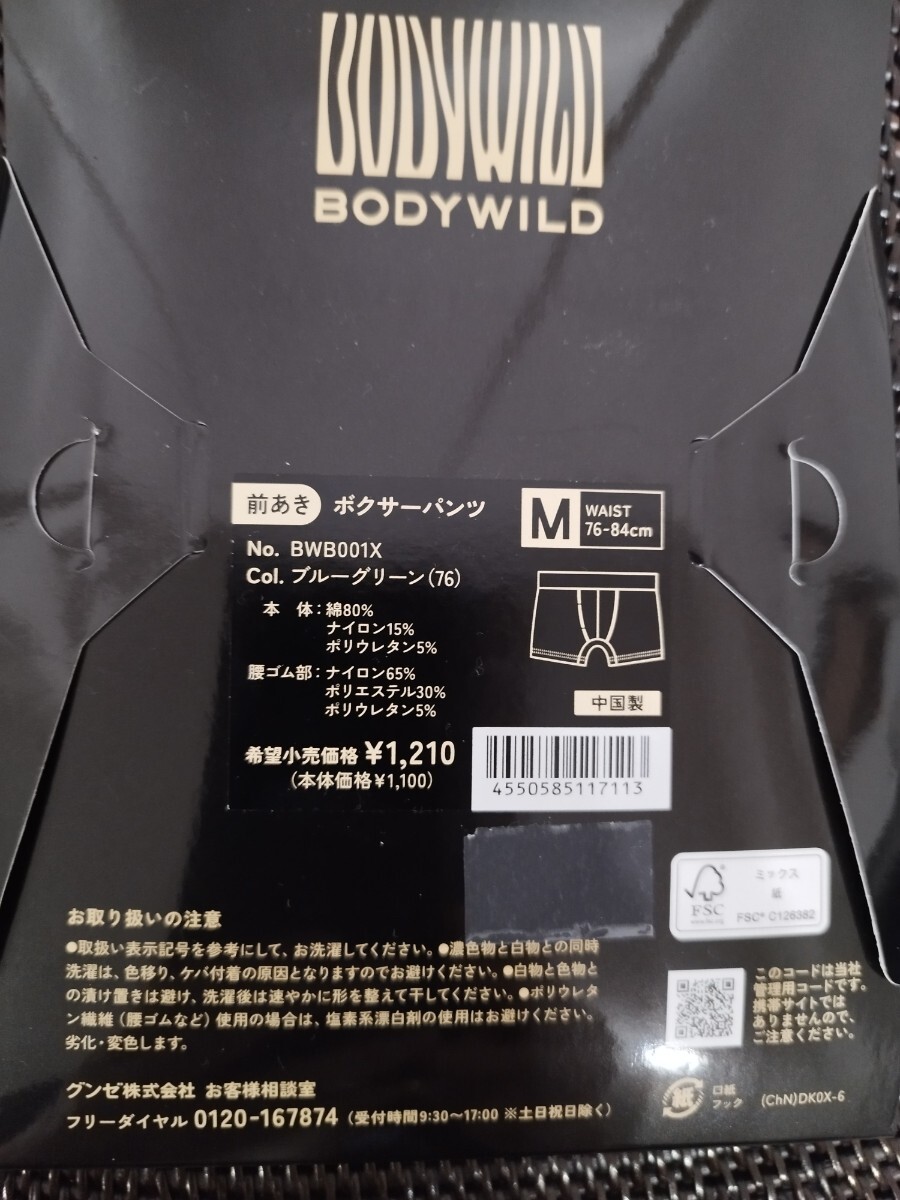 BODYWILD
BODYWILD
前あき ボクサーパンツ
M WAIST
76-84cm
No. BWB001X
Col. ブルーグリーン(76)
本 体:綿80%
ナイロン15%
ポリウレタン5%
腰ゴム部:ナイロン65%
ポリエステル30%
ポリウレタン5%
中国製
希望小売価格 ¥1,210
(本体価格¥1,100)
4550585117113
FSC
ミックス
紙
FSC® C126382
お取り扱いの注意
●取扱い表示記号を参考にして、お洗濯してください。●濃色物と白物との同時
洗濯は、色移り、ケバ付着の原因となりますのでお避けください。●白物と色物と
の漬け置きは避け、洗濯後は速やかに形を整えて干してください。●ポリウレタ
ン繊維(腰ゴムなど)使用の場合は、塩素系漂白剤の使用はお避けください。
劣化・変色します。
このコードは当社
管理用コードです。
携帯サイトでは
ありませんので、
ご注意ください。
グンゼ株式会社 お客様相談室
フリーダイヤル 0120-167874 (受付時間9:30〜17:00 ※土日祝日除く)
紙
口紙
フック
(ChN)DK0X-6